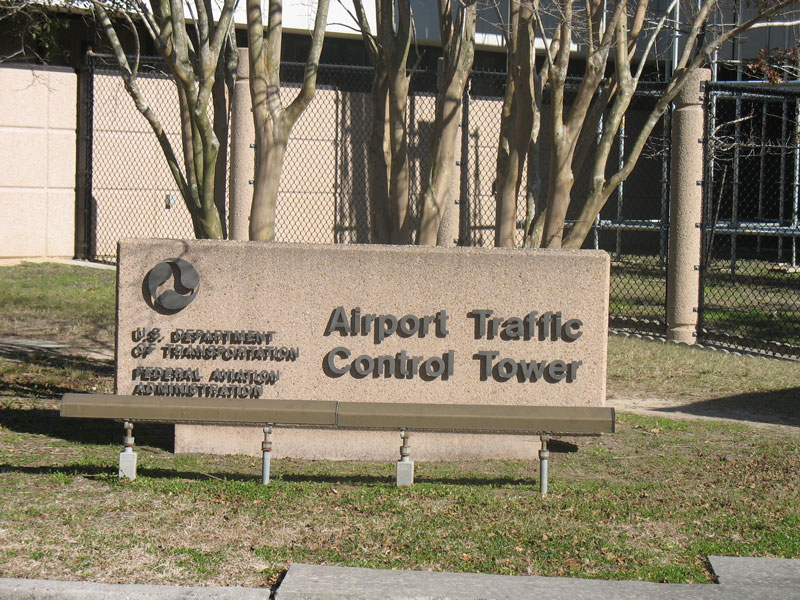 U.S. DEPARTMENT
OF TRANSPORTATION
FEDERAL AVIATION
ADMINISTRATION
Airport Traffic
Control Tower